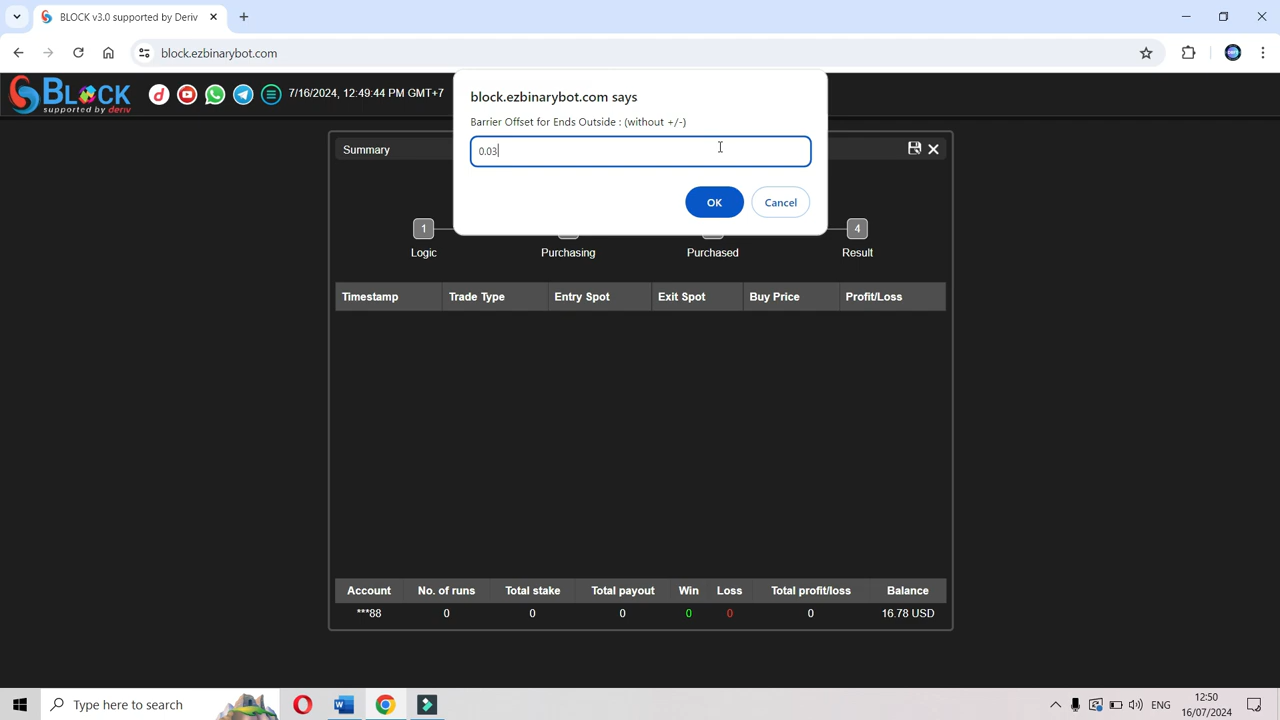 BLOCK v3.0 supported by Deriv
block.ezbinarybot.com
BLOCK
supported by deriv
7/16/2024, 12:49:44 PM GMT+7
block.ezbinarybot.com says
Barrier Offset for Ends Outside : (without +/-)
0.03
OK
Cancel
Summary
1
4
Logic
Purchasing
Purchased
Result
Timestamp
Trade Type
Entry Spot
Exit Spot
Buy Price
Profit/Loss
Account
No. of runs
Total stake
Total payout
Win
Loss
Total profit/loss
Balance
***88
0
0
0
0
0
0
16.78 USD
Type here to search
ENG
12:50
16/07/2024